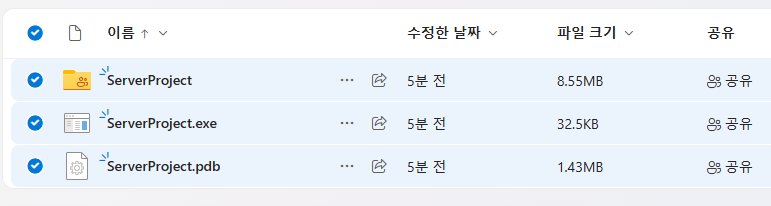 이름 수정한 날짜 파일 크기 공유
ServerProject 5분 전 8.55MB 공유
ServerProject.exe 5분 전 32.5KB 공유
ServerProject.pdb 5분 전 1.43MB 공유